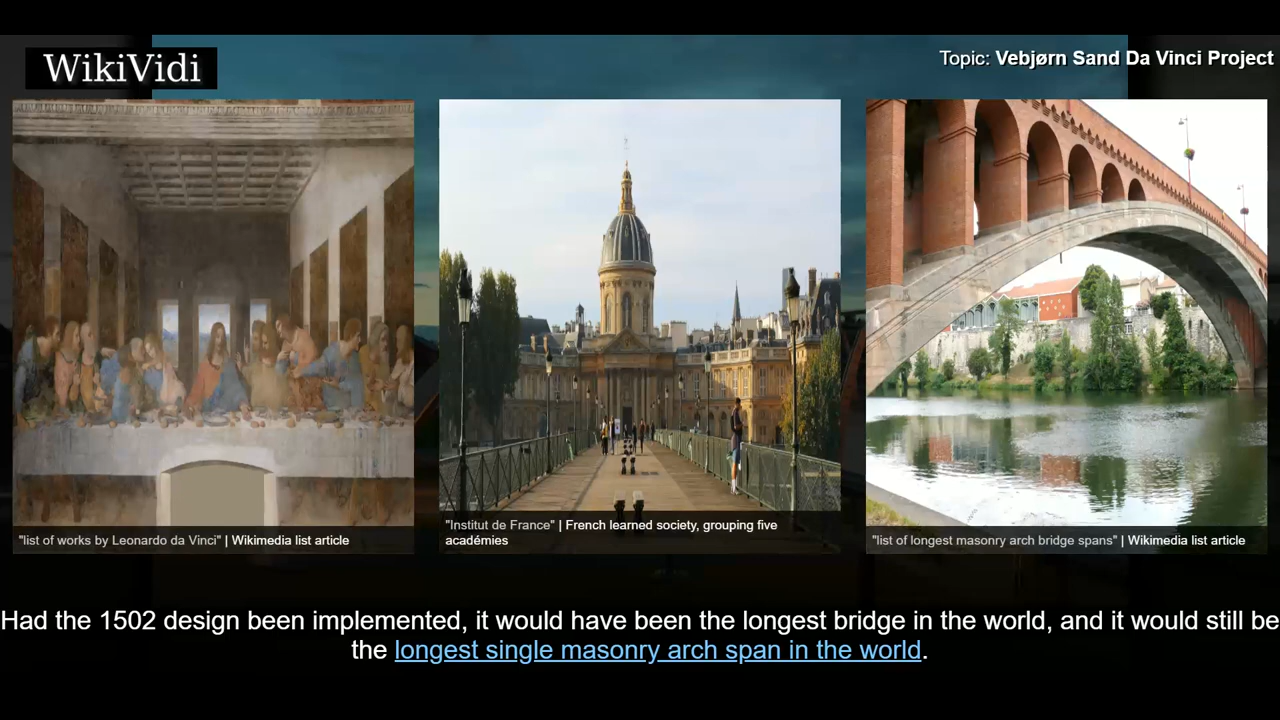 WikiVidi
Topic: Vebjørn Sand Da Vinci Project
"list of works by Leonardo da Vinci" | Wikimedia list article
"Institut de France" | French learned society, grouping five
académies
"list of longest masonry arch bridge spans" | Wikimedia list article
Had the 1502 design been implemented, it would have been the longest bridge in the world, and it would still be
the longest single masonry arch span in the world.